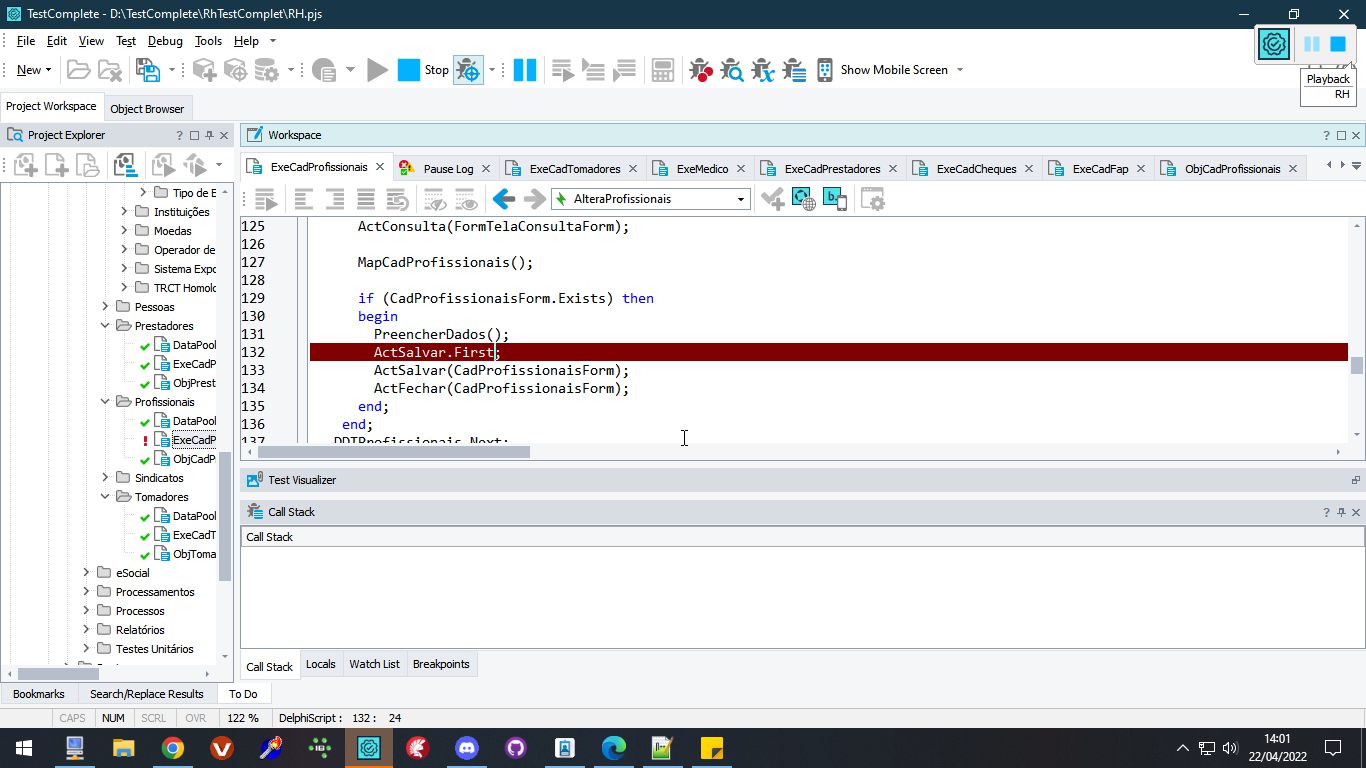 TestComplete - D:\TestComplete\RhTestComplet\RH.pjs
File Edit View Test Debug Tools Help
New Stop Show Mobile Screen
Playback
RH
Project Workspace Object Browser
Project Explorer ?
Workspace ?
ExeCadProfissionais Pause Log ExeCadTomadores ExeMedico ExeCadPrestadores ExeCadCheques ExeCadFap ObjCadProfissionais
AlteraProfissionais
Tipo de E
Instituições
Moedas
Operador de
Sistema Expo
TRCT Homolo
Pessoas
Prestadores
DataPool
ExeCadP
ObjPrest
Profissionais
DataPool
ExeCadP
ObjCadP
Sindicatos
Tomadores
DataPool
ExeCadT
ObjToma
eSocial
Processamentos
Processos
Relatórios
Testes Unitários
125 ActConsulta(FormTelaConsultaForm);
126
127 MapCadProfissionais();
128
129 if (CadProfissionaisForm.Exists) then
130 begin
131 PreencherDados();
132 ActSalvar.First;
133 ActSalvar(CadProfissionaisForm);
134 ActFechar(CadProfissionaisForm);
135 end;
136 end;
137 DDTProfissionais.Next;
Test Visualizer
Call Stack ?
Call Stack
Call Stack Locals Watch List Breakpoints
Bookmarks Search/Replace Results To Do
CAPS NUM SCRL OVR 122 % DelphiScript : 132 : 24
14:01
22/04/2022